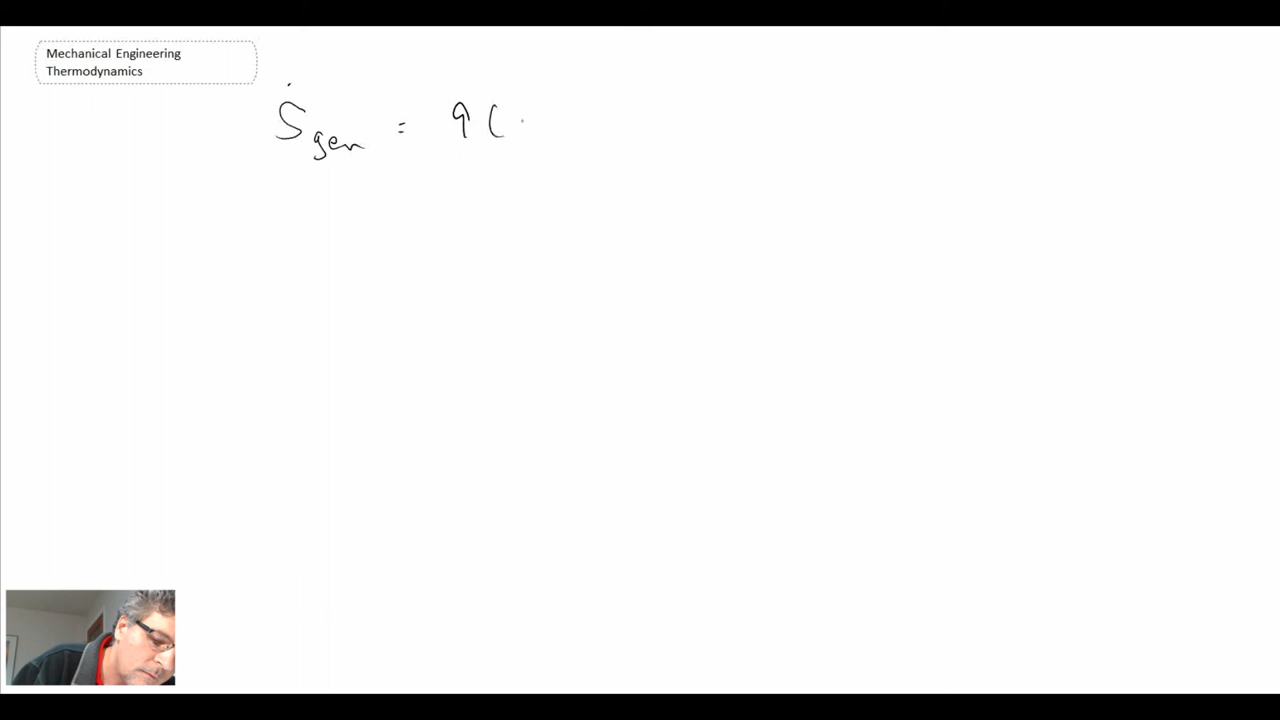 Mechanical Engineering
Thermodynamics
Ṡgen = 9 (